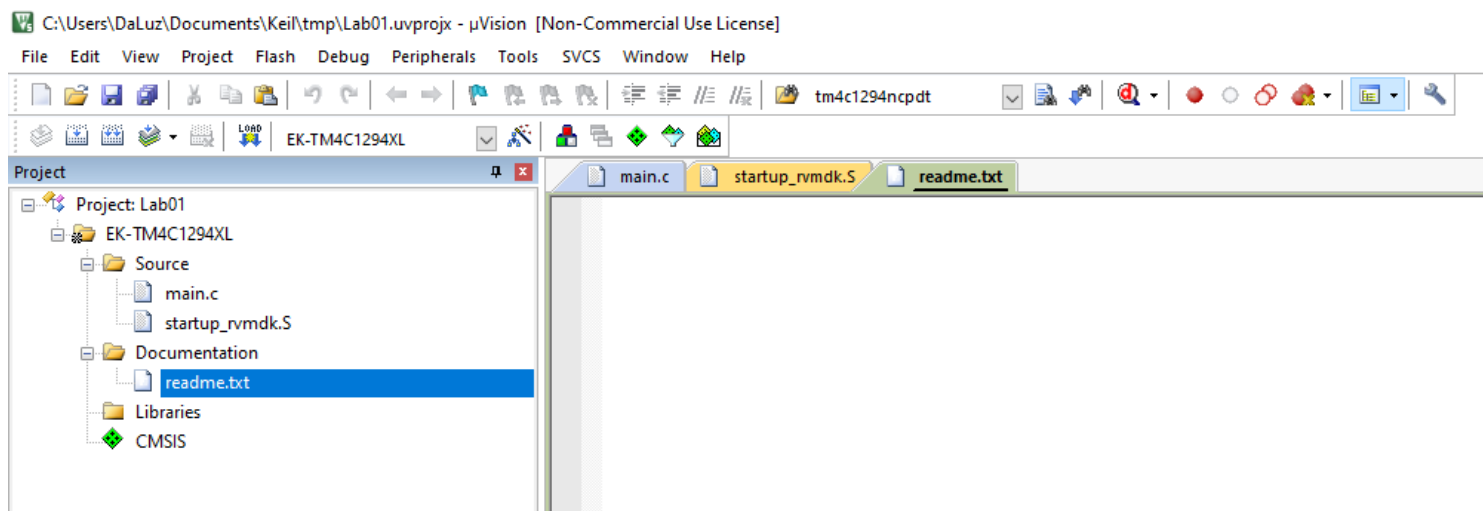 C:\Users\DaLuz\Documents\Keil\tmp\Lab01.uvprojx - µVision [Non-Commercial Use License]
File Edit View Project Flash Debug Peripherals Tools SVCS Window Help
tm4c1294ncpdt
LOAD EK-TM4C1294XL
Project
main.c startup_rvmdk.S readme.txt
Project: Lab01
EK-TM4C1294XL
Source
main.c
startup_rvmdk.S
Documentation
readme.txt
Libraries
CMSIS